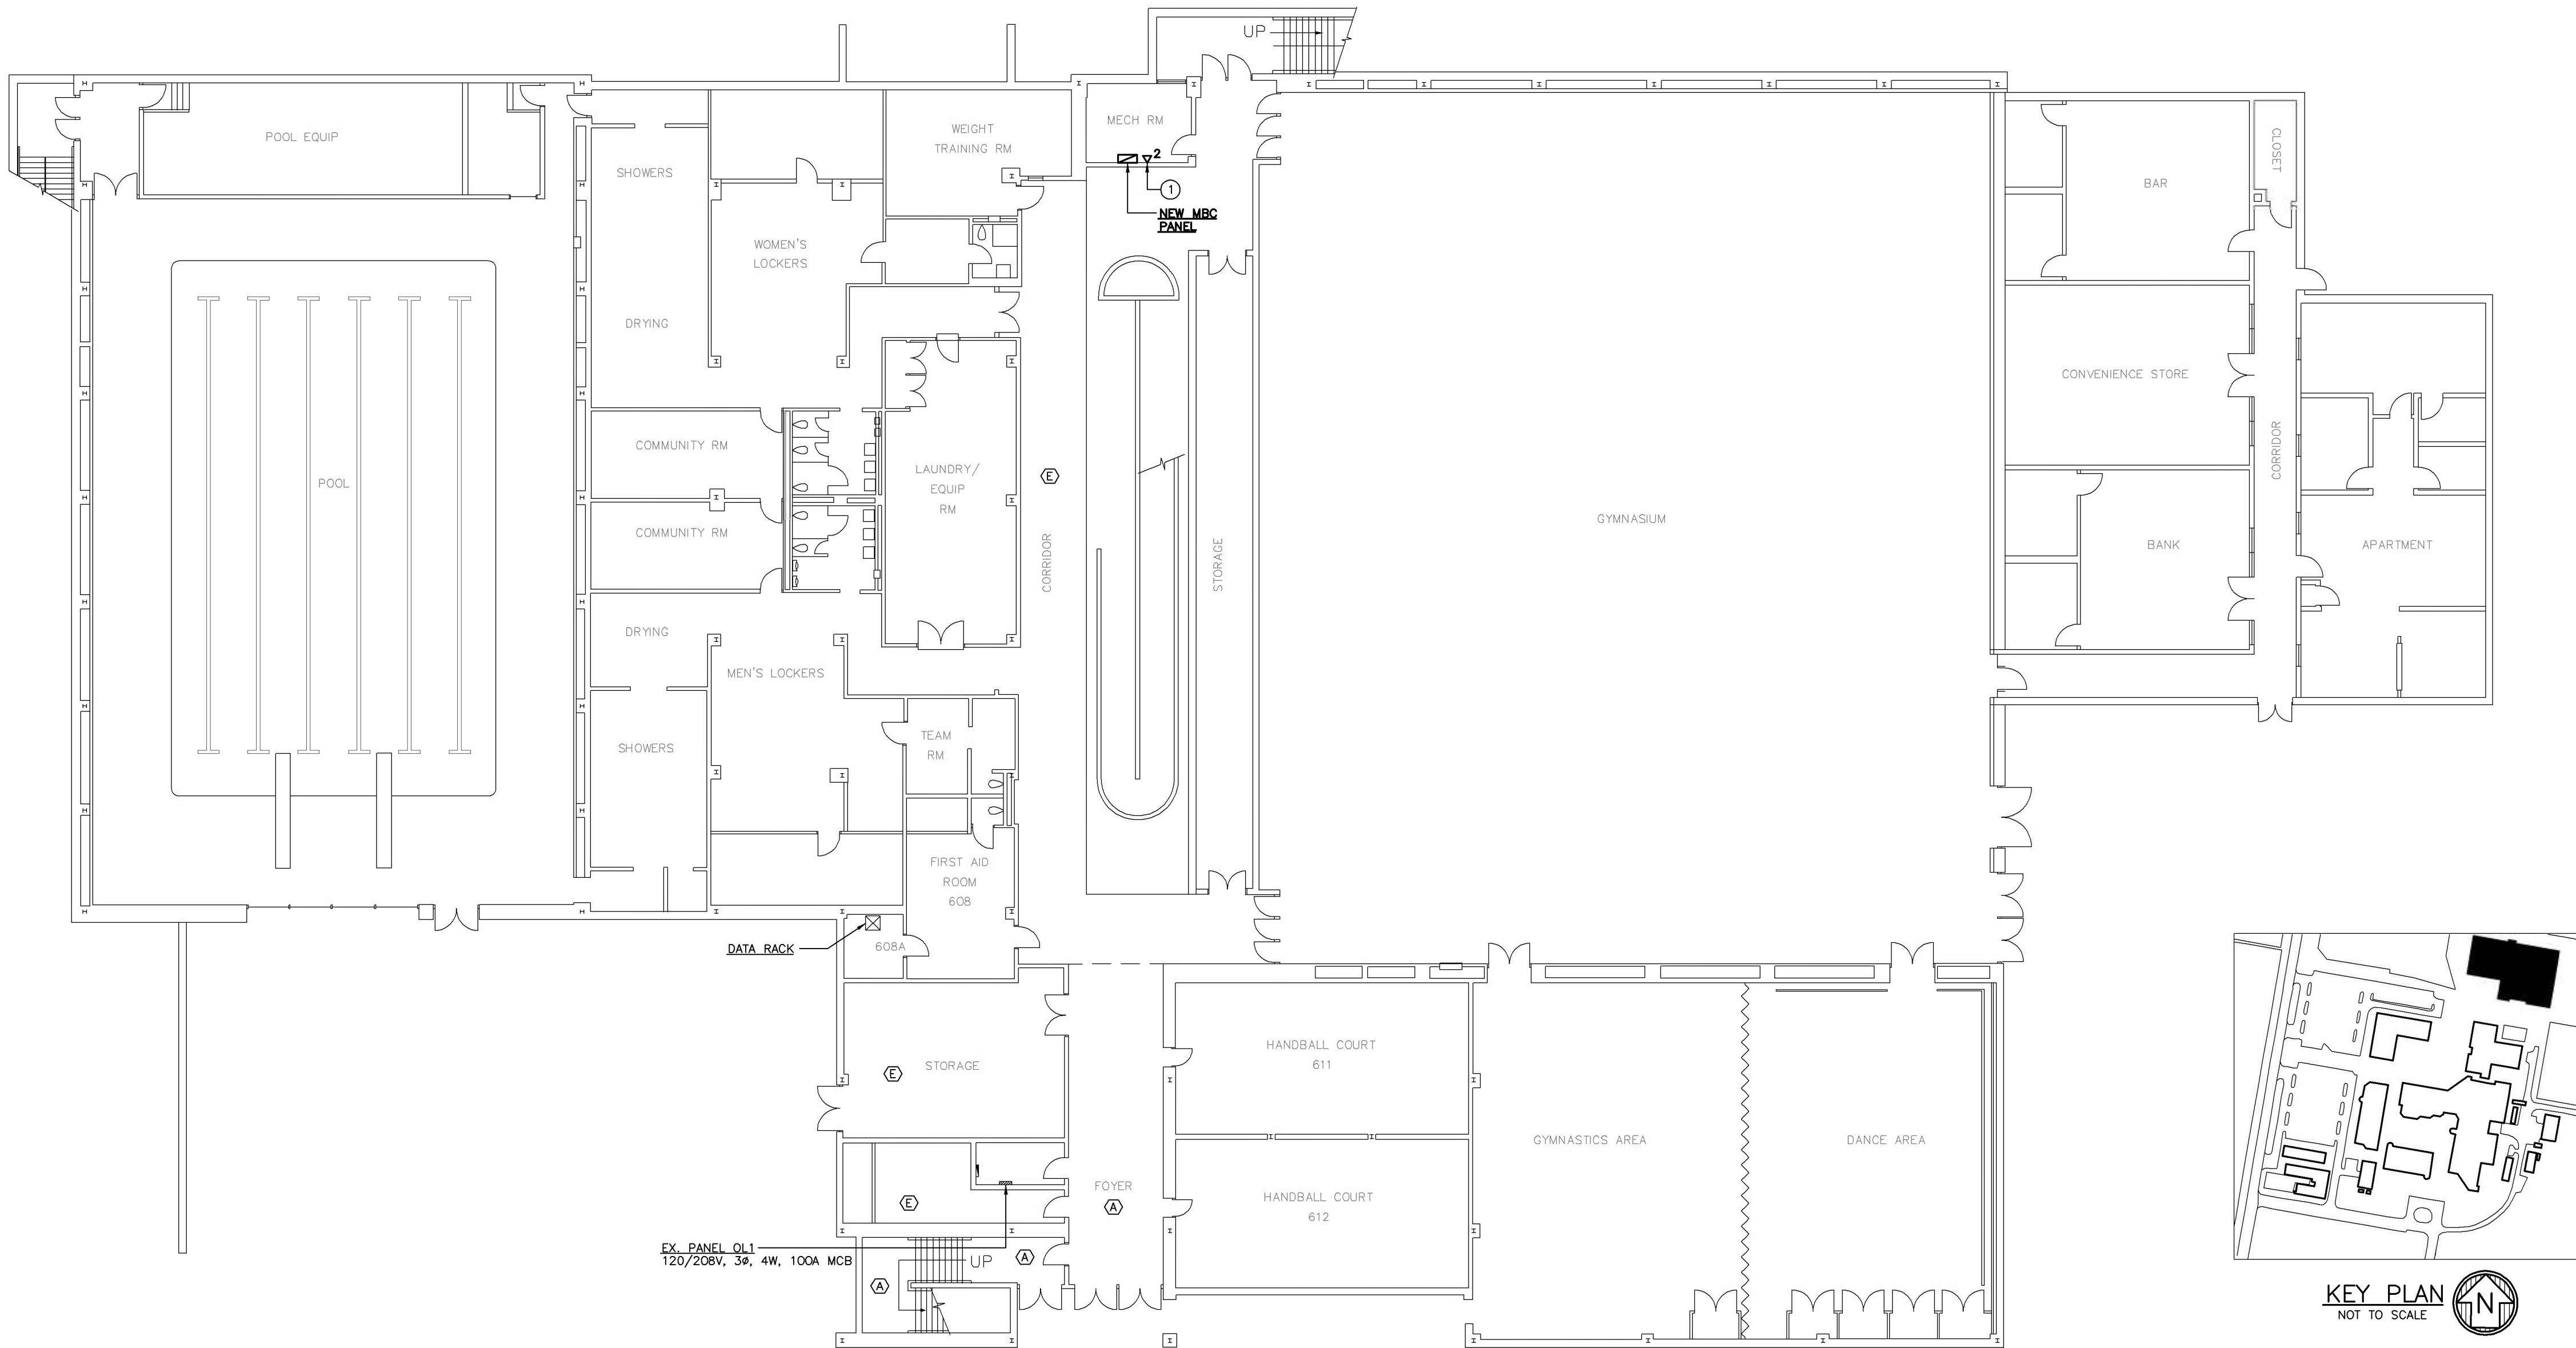 UP
POOL EQUIP
WEIGHT
TRAINING RM
MECH RM
SHOWERS
2
1
NEW MBC
PANEL
BAR
CLOSET
WOMEN'S
LOCKERS
DRYING
CONVENIENCE STORE
COMMUNITY RM
LAUNDRY/
EQUIP
RM
E
POOL
CORRIDOR
GYMNASIUM
COMMUNITY RM
CORRIDOR
STORAGE
BANK
APARTMENT
DRYING
MEN'S LOCKERS
TEAM
RM
SHOWERS
FIRST AID
ROOM
608
DATA RACK
608A
E
STORAGE
HANDBALL COURT
611
GYMNASTICS AREA
DANCE AREA
E
FOYER
A
HANDBALL COURT
612
EX. PANEL OL1
120/208V, 3ø, 4W, 100A MCB
UP
A
A
KEY PLAN
NOT TO SCALE
N